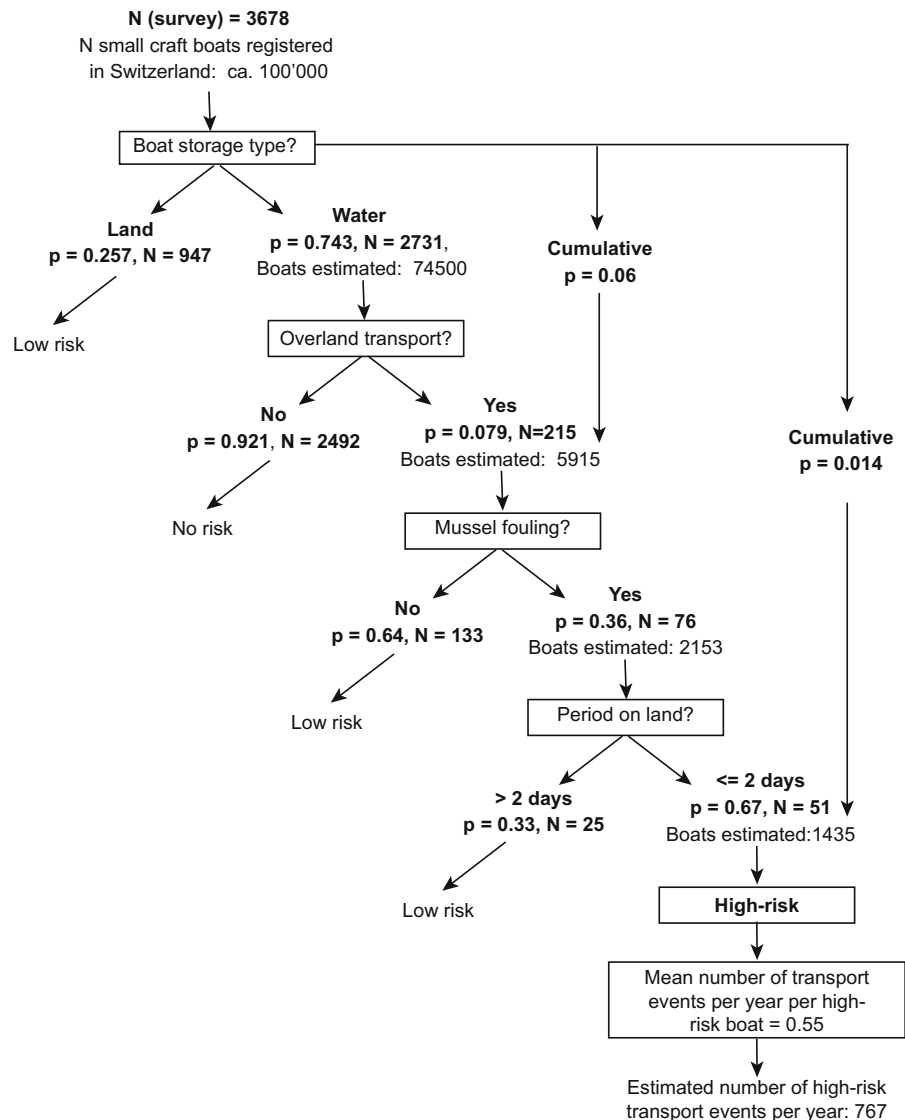 N (survey) = 3678
N small craft boats registered
in Switzerland: ca. 100’000
Boat storage type?
Land
p = 0.257, N = 947
Water
p = 0.743, N = 2731,
Boats estimated: 74500
Cumulative
p = 0.06
Low risk
Overland transport?
No
p = 0.921, N = 2492
Yes
p = 0.079, N=215
Boats estimated: 5915
Cumulative
p = 0.014
No risk
Mussel fouling?
No
p = 0.64, N = 133
Yes
p = 0.36, N = 76
Boats estimated: 2153
Low risk
Period on land?
> 2 days
p = 0.33, N = 25
<= 2 days
p = 0.67, N = 51
Boats estimated:1435
Low risk
High-risk
Mean number of transport
events per year per high-
risk boat = 0.55
Estimated number of high-risk
transport events per year: 767